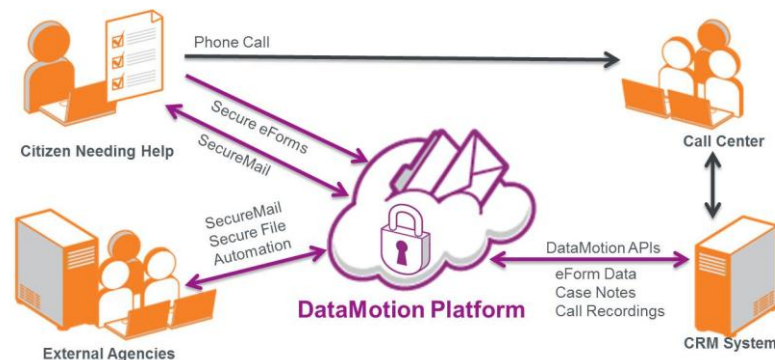 Phone Call
Secure eForms
SecureMail
Citizen Needing Help
Call Center
SecureMail
Secure File
Automation
DataMotion APIs
eForm Data
Case Notes
Call Recordings
DataMotion Platform
External Agencies
CRM System